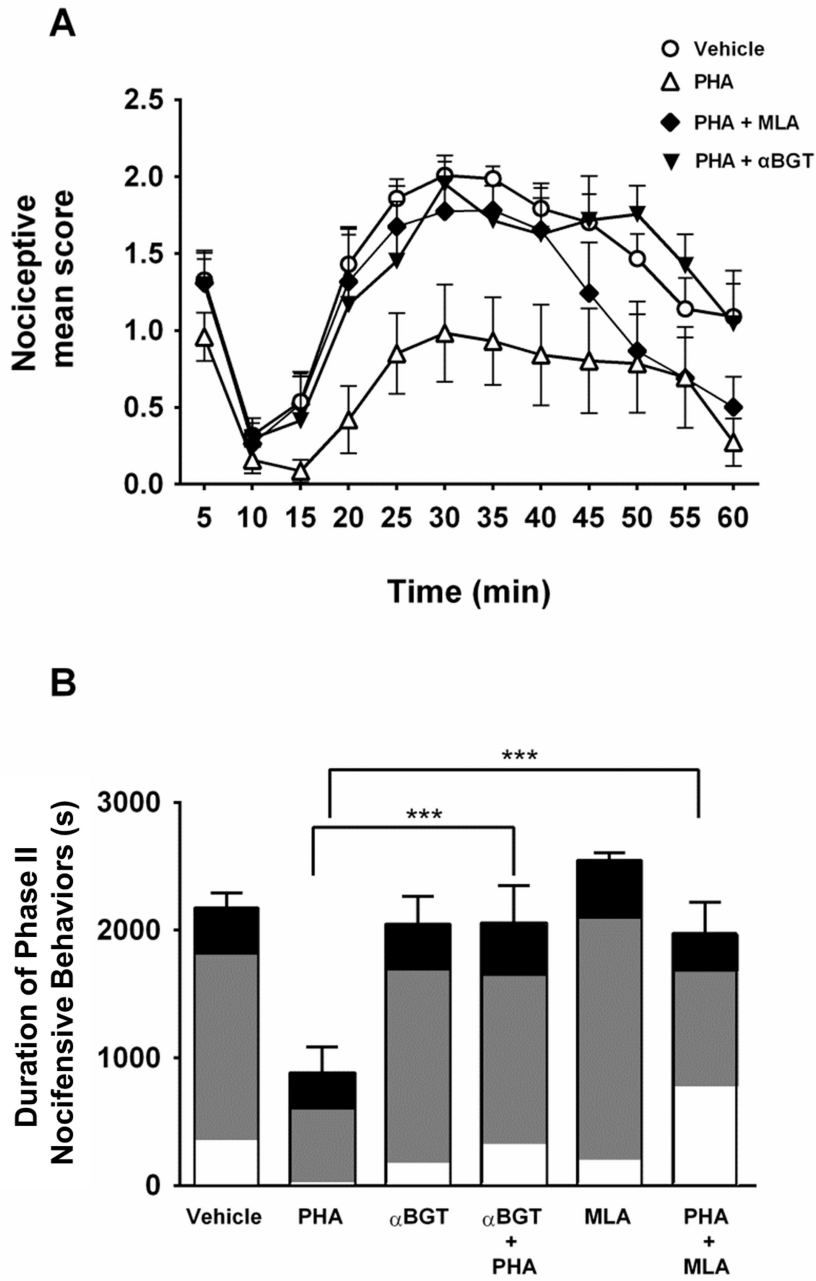 A
Vehicle
PHA
PHA + MLA
PHA + αBGT
2.5
2.0
1.5
1.0
0.5
0.0
Nociceptive
mean score
5 10 15 20 25 30 35 40 45 50 55 60
Time (min)
B
***
***
3000
2000
1000
0
Duration of Phase II
Nocifensive Behaviors (s)
Vehicle PHA αBGT αBGT MLA PHA
+ +
PHA MLA